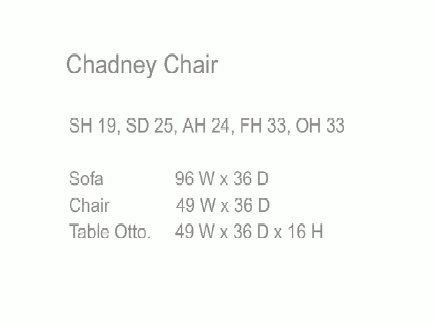 Chadney Chair
SH 19, SD 25, AH 24, FH 33, OH 33
Sofa 96 W x 36 D
Chair 49 W x 36 D
Table Otto. 49 W x 36 D x 16 H